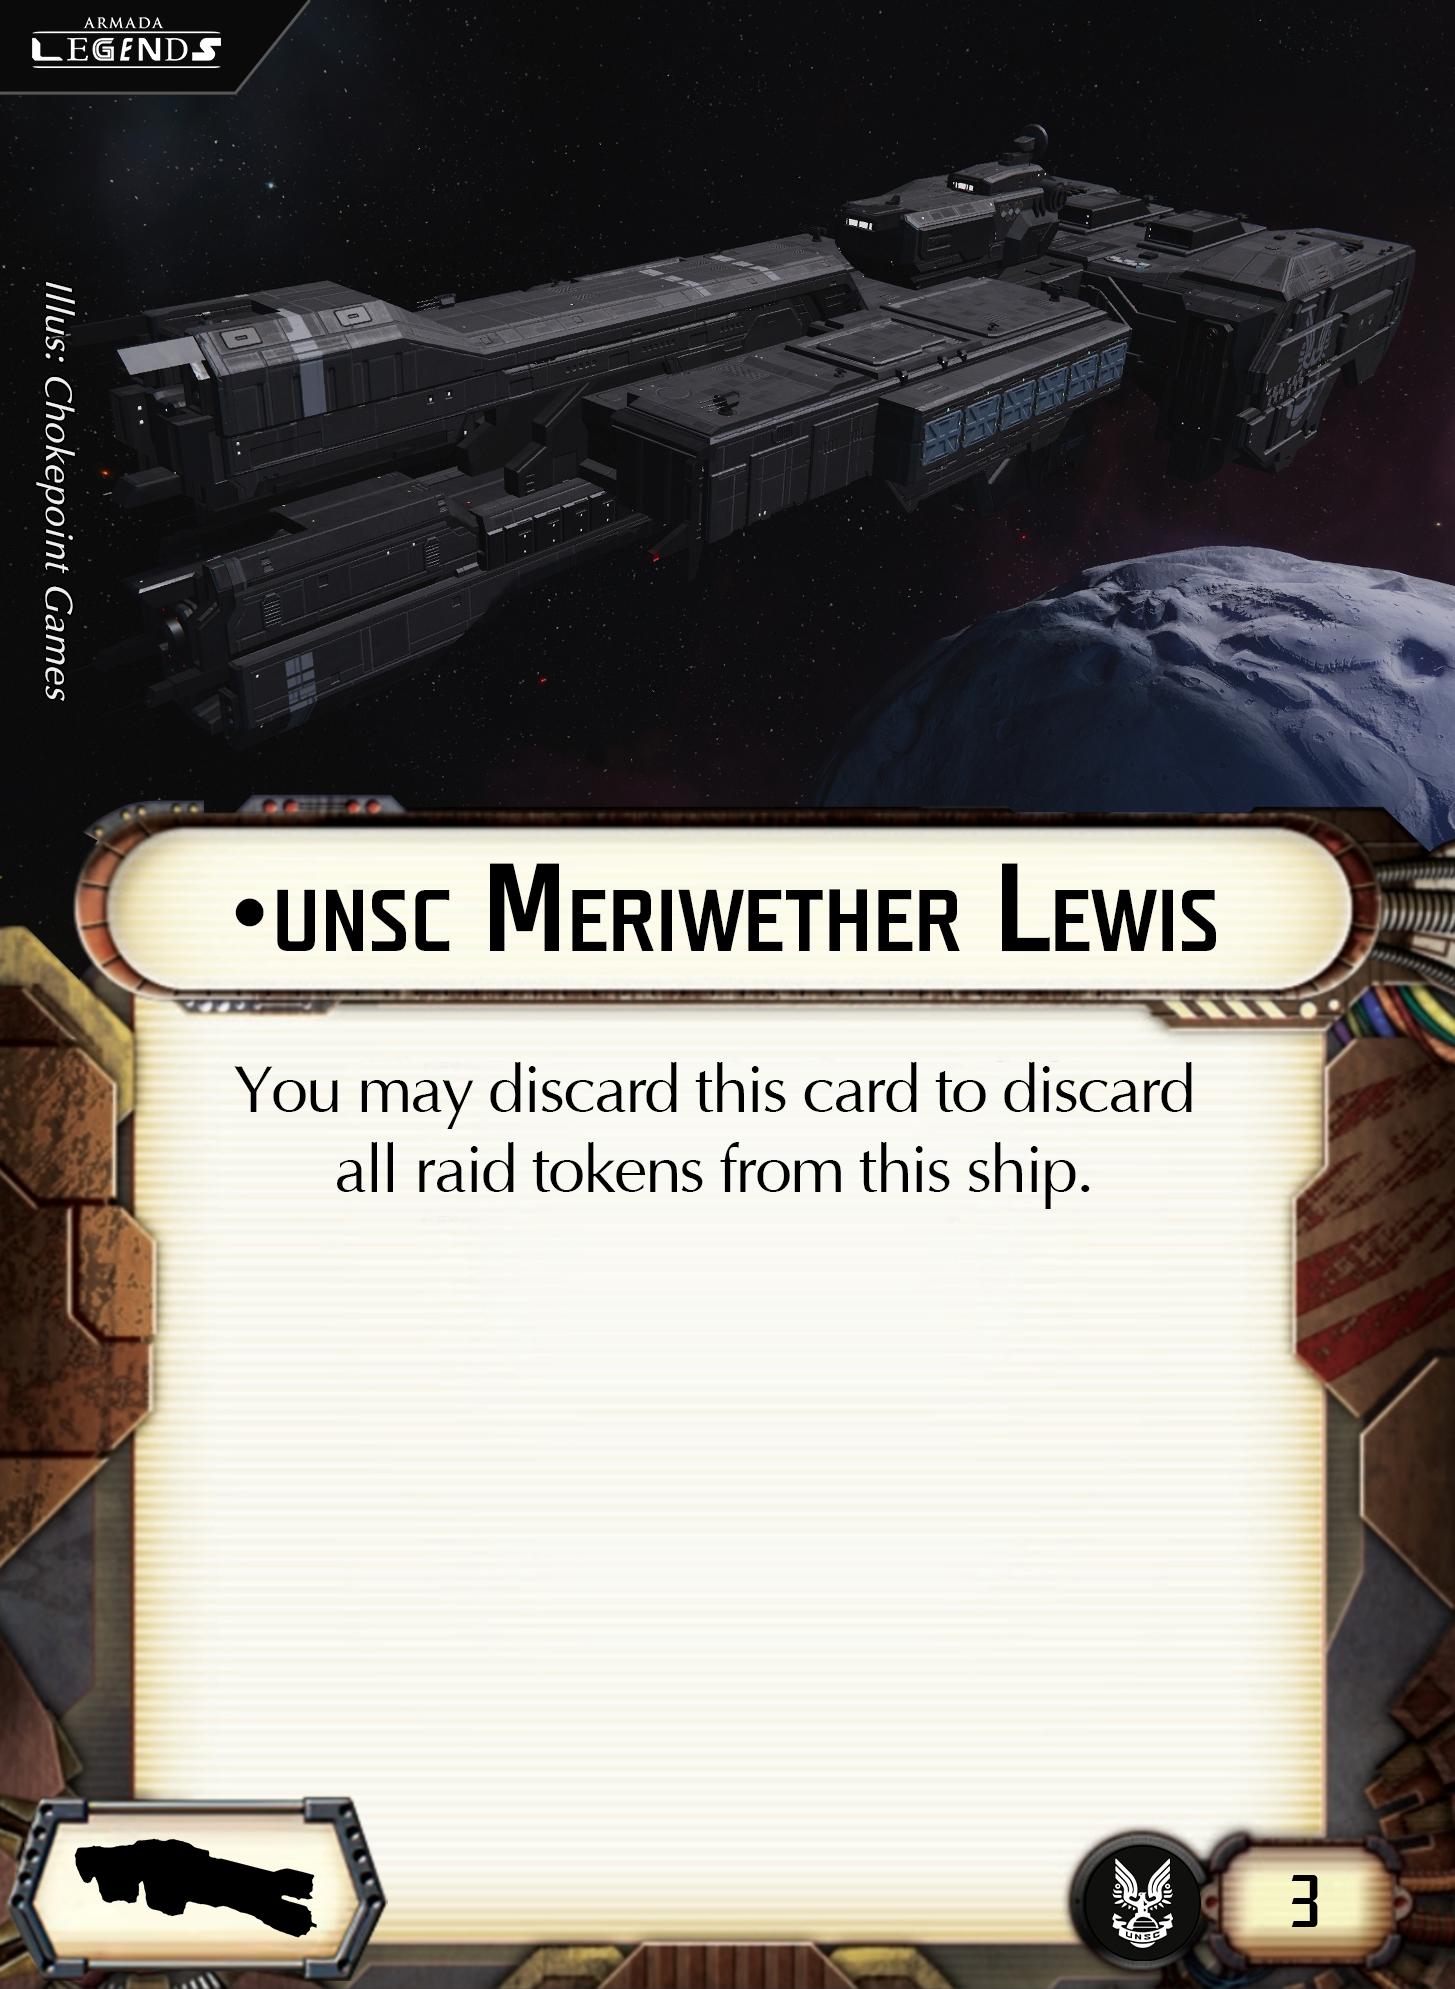 ARMADA
LEGENDS
Illus: Chokepoint Games
•UNSC MERIWETHER LEWIS
You may discard this card to discard
all raid tokens from this ship.
UNSC
3